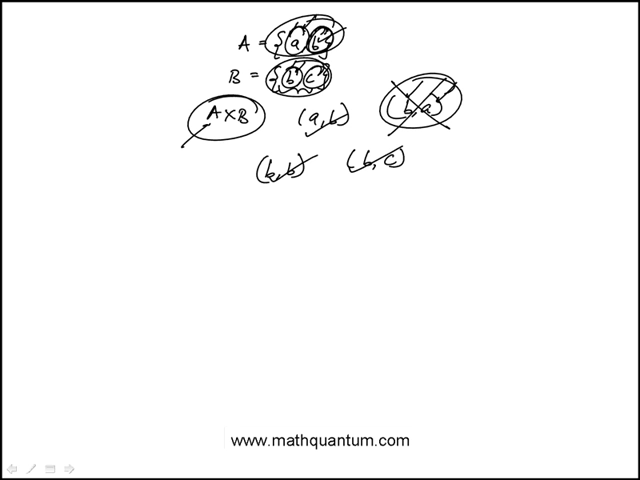 A = {a, b}
B = {b, c}
A×B (a, b) (b, a)
(b, b) (b, c)
www.mathquantum.com